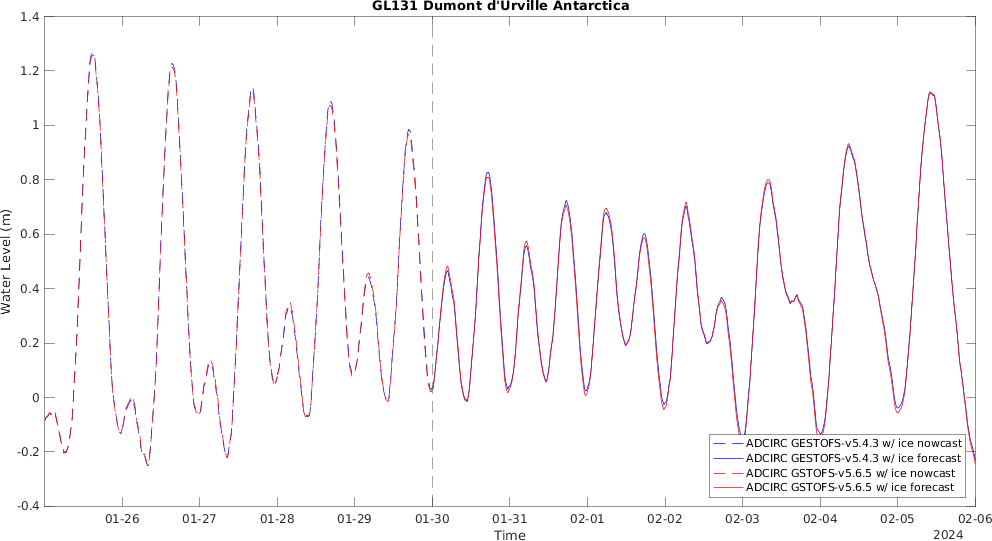 GL131 Dumont d'Urville Antarctica
1.4
1.2
1
0.8
0.6
0.4
0.2
0
-0.2
-0.4
Water Level (m)
ADCIRC GESTOFS-v5.4.3 w/ ice nowcast
ADCIRC GESTOFS-v5.4.3 w/ ice forecast
ADCIRC GSTOFS-v5.6.5 w/ ice nowcast
ADCIRC GSTOFS-v5.6.5 w/ ice forecast
01-26 01-27 01-28 01-29 01-30 01-31 02-01 02-02 02-03 02-04 02-05 02-06
Time
2024